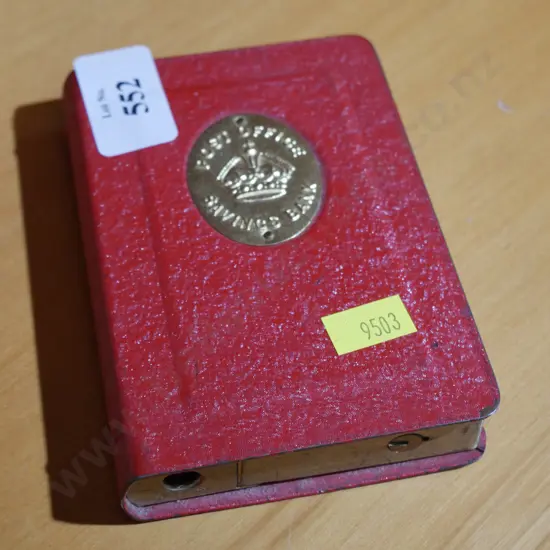 Lot No.
552
POST OFFICE
SAVINGS BANK
9503